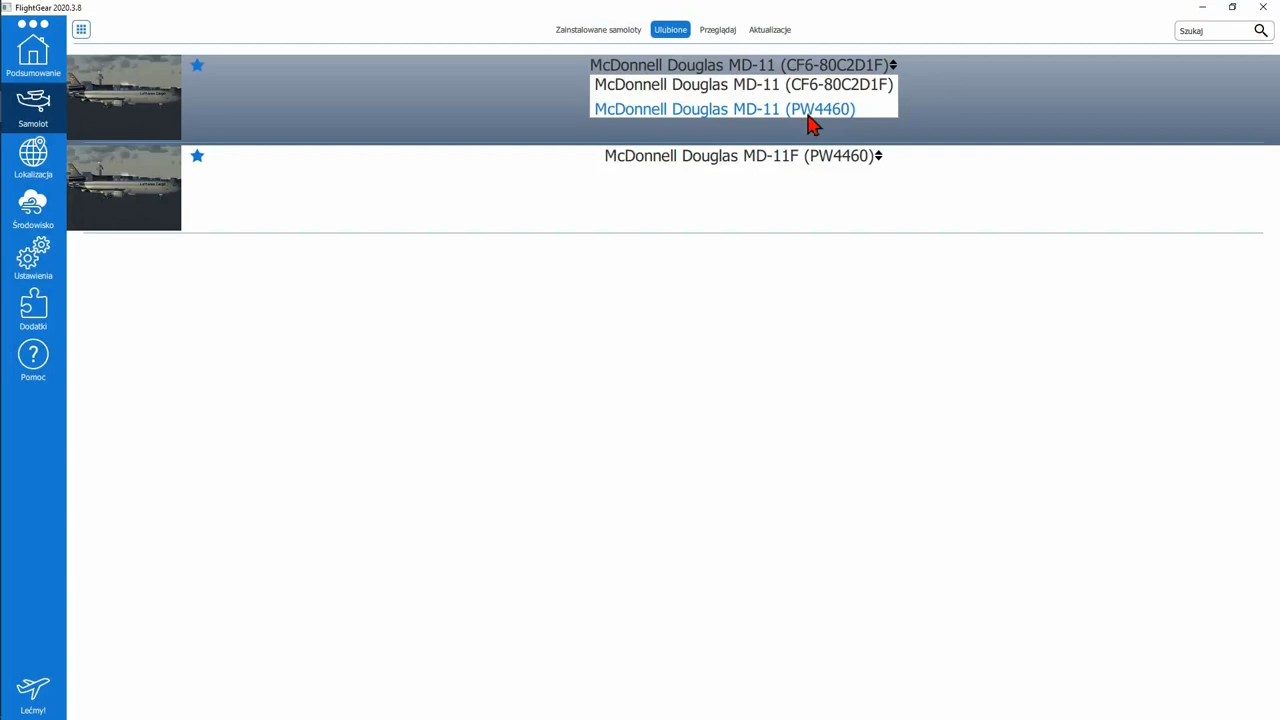 FlightGear 2020.3.8
Zainstalowane samoloty
Ulubione
Przeglądaj
Aktualizacje
Szukaj
Podsumowanie
Samolot
Lokalizacja
Środowisko
Ustawienia
Dodatki
?
Pomoc
Lećmy!
McDonnell Douglas MD-11 (CF6-80C2D1F)
McDonnell Douglas MD-11 (CF6-80C2D1F)
McDonnell Douglas MD-11 (PW4460)
McDonnell Douglas MD-11F (PW4460)